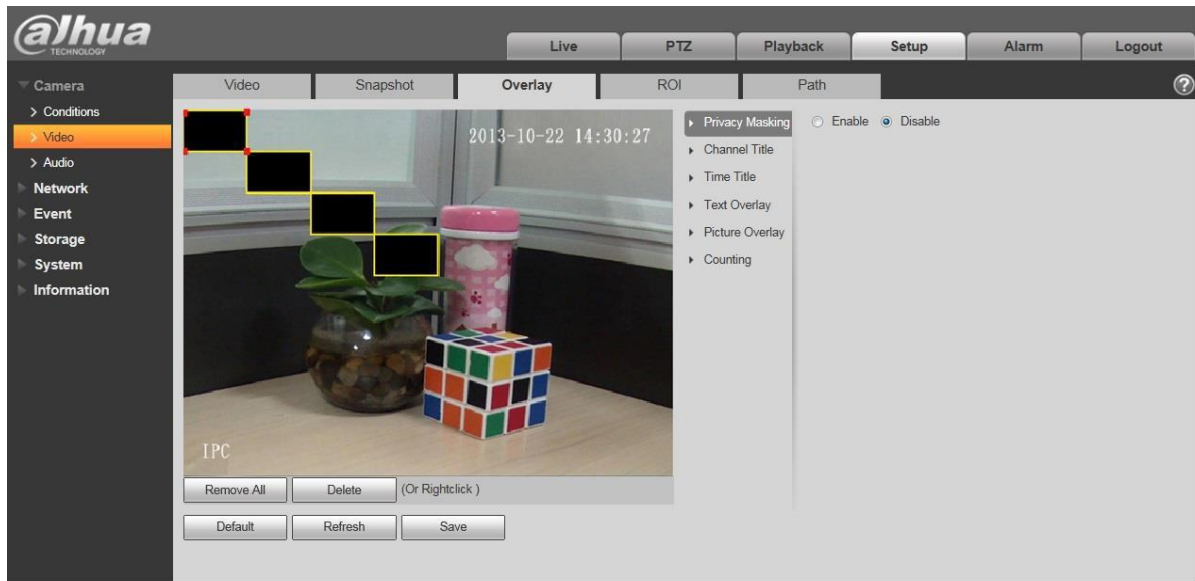 alhua
TECHNOLOGY
Live PTZ Playback Setup Alarm Logout
Camera
Conditions
Video
Audio
Network
Event
Storage
System
Information
Video Snapshot Overlay ROI Path
?
2013-10-22 14:30:27
IPC
Privacy Masking
Enable Disable
Channel Title
Time Title
Text Overlay
Picture Overlay
Counting
Remove All Delete (Or Rightclick )
Default Refresh Save